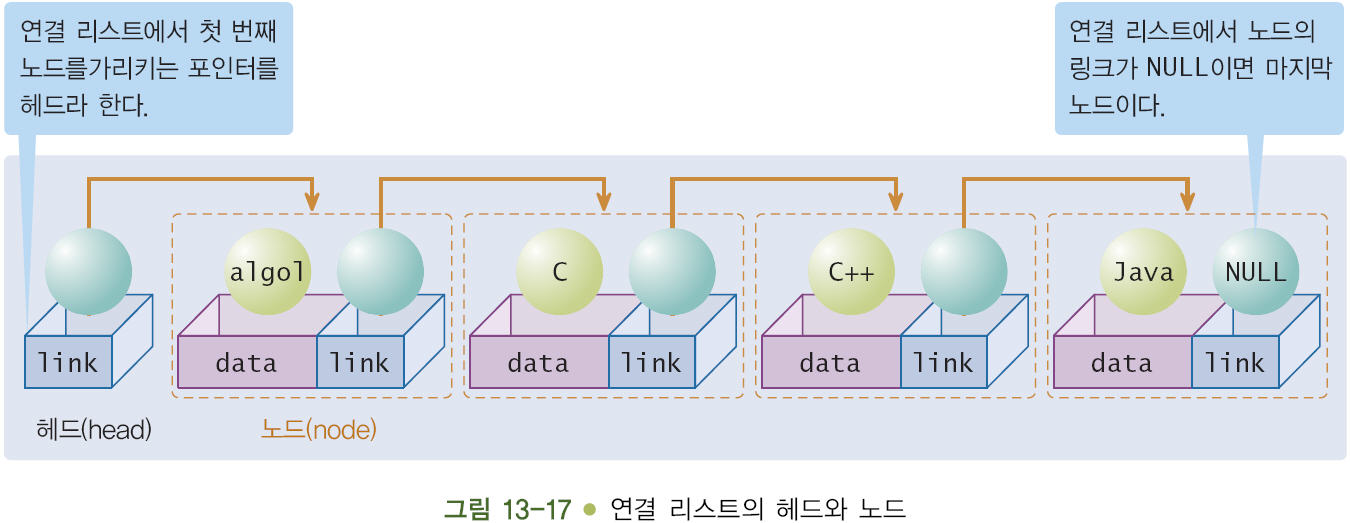 연결 리스트에서 첫 번째
노드를가리키는 포인터를
헤드라 한다.
연결 리스트에서 노드의
링크가 NULL이면 마지막
노드이다.
algol C C++ Java NULL
link data link data link data link data link
헤드(head) 노드(node)
그림 13-17 ● 연결 리스트의 헤드와 노드